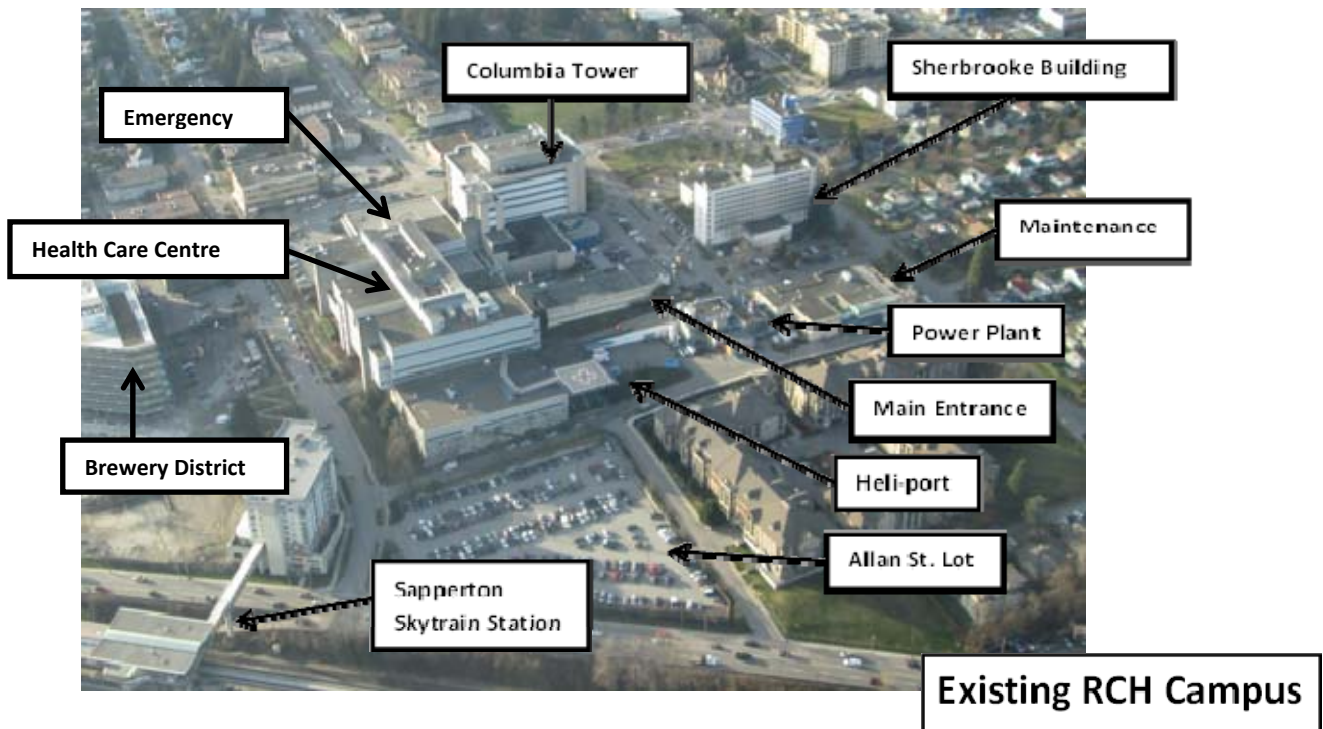 Columbia Tower
Sherbrooke Building
Emergency
Health Care Centre
Maintenance
Power Plant
Main Entrance
Brewery District
Heli-port
Allan St. Lot
Sapperton
Skytrain Station
Existing RCH Campus